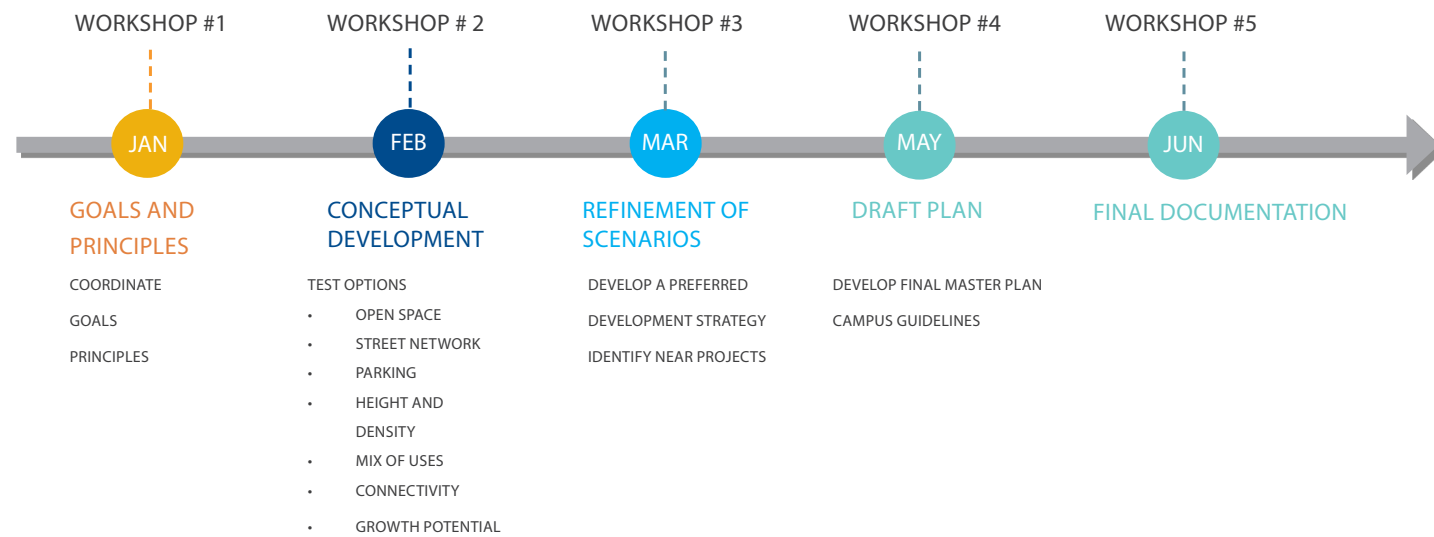 WORKSHOP #1
WORKSHOP # 2
WORKSHOP #3
WORKSHOP #4
WORKSHOP #5
JAN
FEB
MAR
MAY
JUN
GOALS AND
PRINCIPLES
COORDINATE
GOALS
PRINCIPLES
CONCEPTUAL
DEVELOPMENT
TEST OPTIONS
• OPEN SPACE
• STREET NETWORK
• PARKING
• HEIGHT AND
DENSITY
• MIX OF USES
• CONNECTIVITY
• GROWTH POTENTIAL
REFINEMENT OF
SCENARIOS
DEVELOP A PREFERRED
DEVELOPMENT STRATEGY
IDENTIFY NEAR PROJECTS
DRAFT PLAN
DEVELOP FINAL MASTER PLAN
CAMPUS GUIDELINES
FINAL DOCUMENTATION